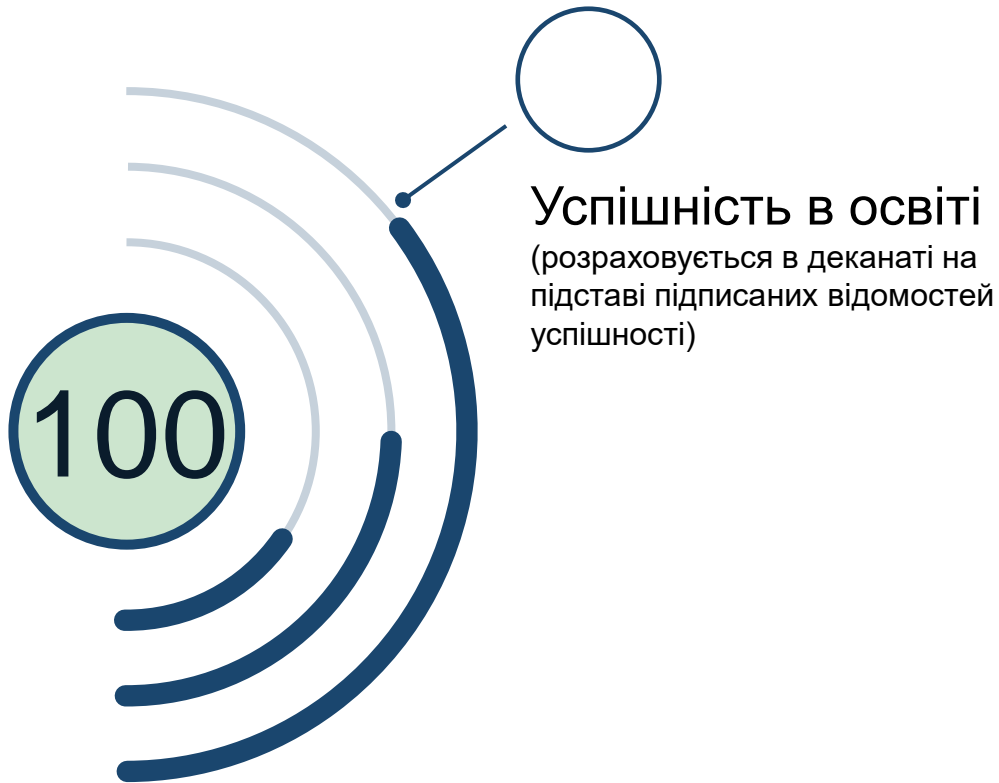 100
Успішність в освіті
(розраховується в деканаті на
підставі підписаних відомостей
успішності)